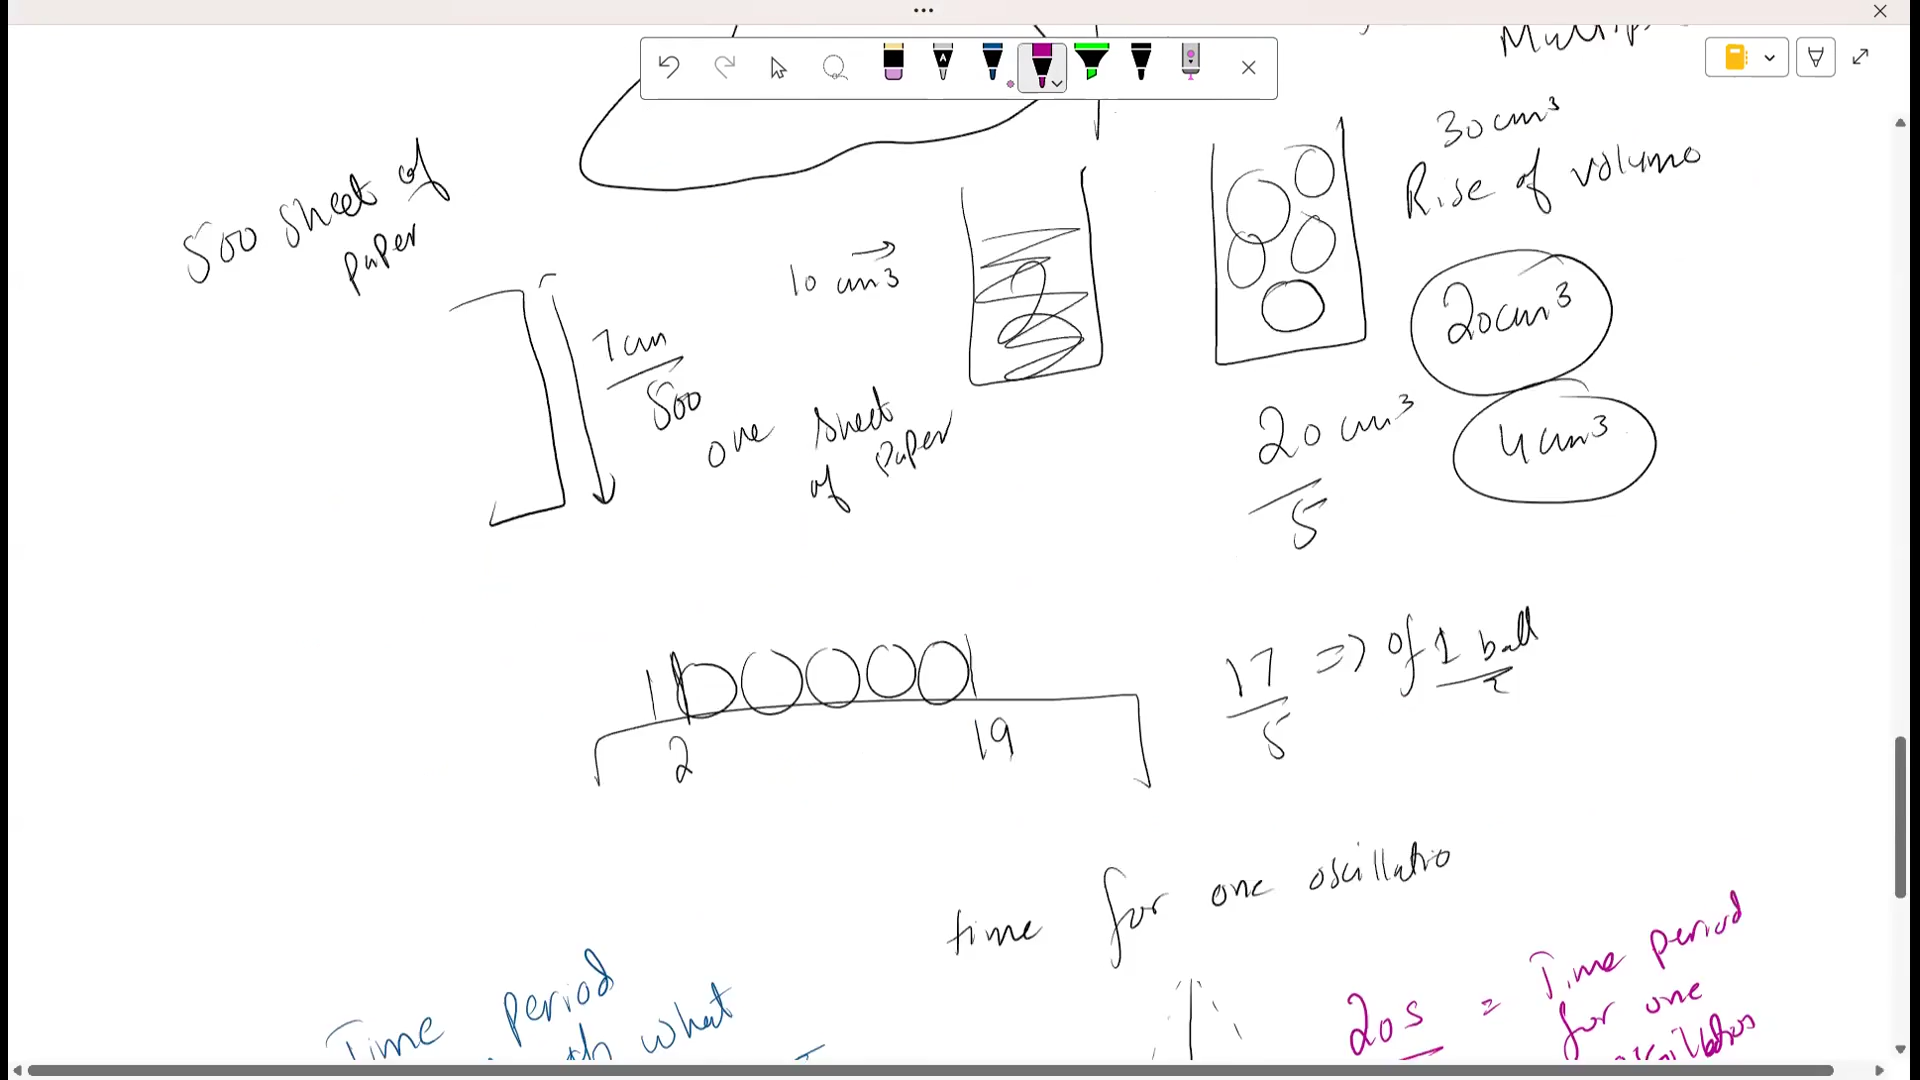 500 sheet of
paper
7 cm
500
one sheet
of paper
10 cm3
30 cm³
Rise of volume
20cm³
20 cm³
5
4 cm³
2
19
17 => of 1 ball
5
time for one oscillatio
Time period
what
20s = Time period
for one